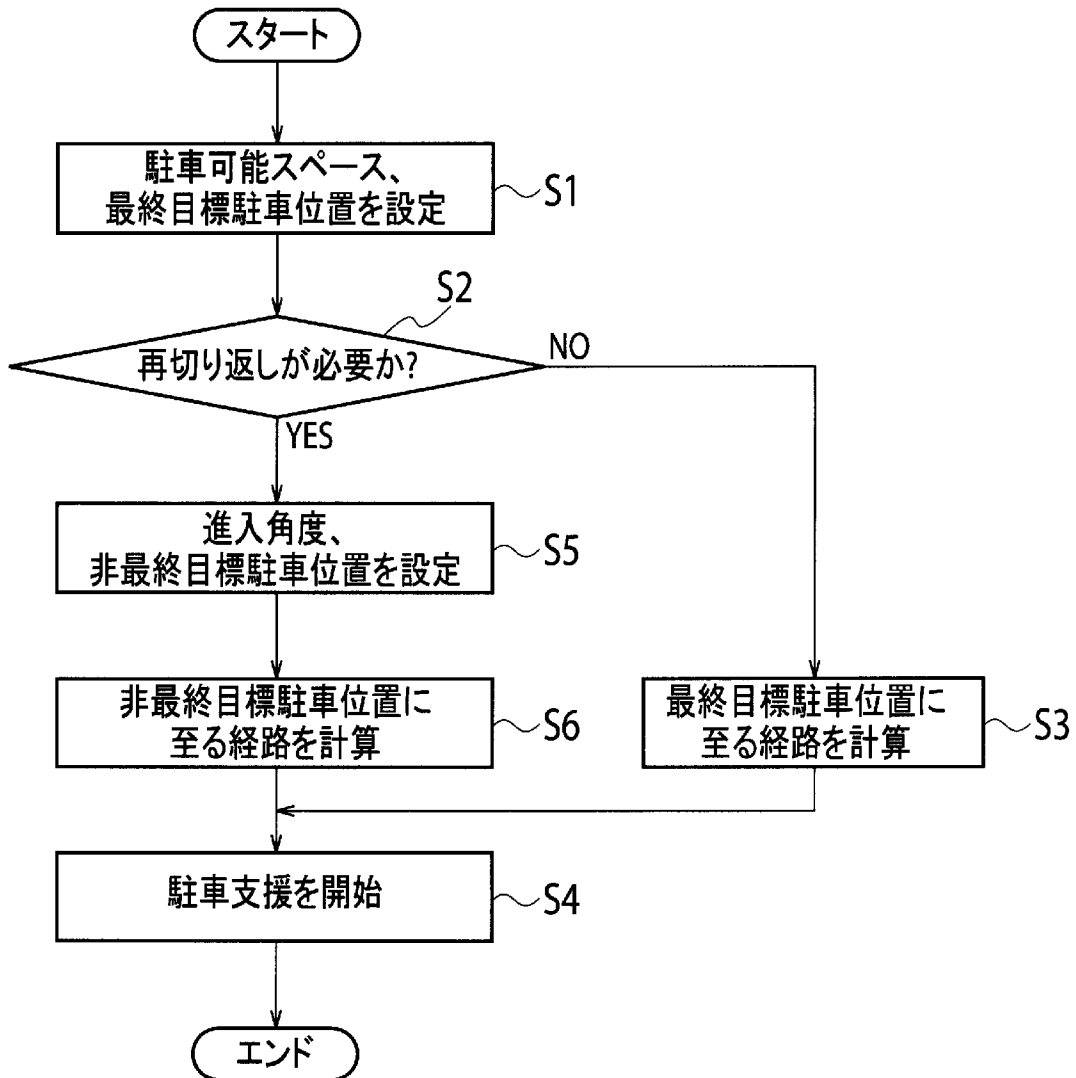 スタート
駐車可能スペース、
最終目標駐車位置を設定
S1
S2
再切り返しが必要か?
NO
YES
進入角度、
非最終目標駐車位置を設定
S5
非最終目標駐車位置に
至る経路を計算
S6
最終目標駐車位置に
至る経路を計算
S3
駐車支援を開始
S4
エンド